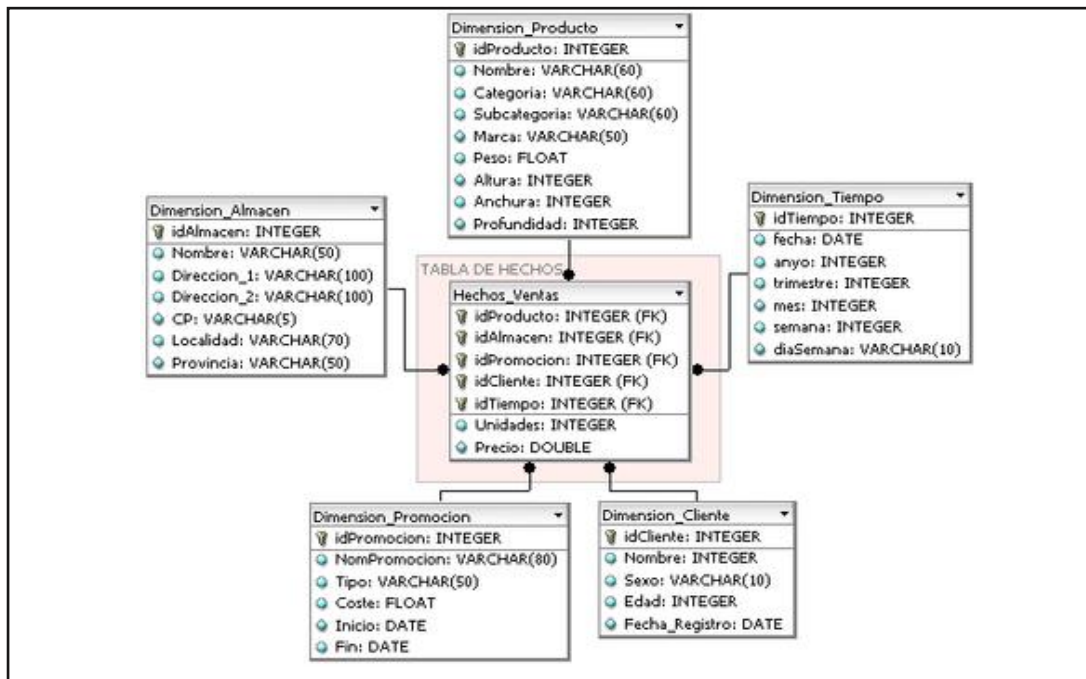 Dimension_Producto
idProducto: INTEGER
Nombre: VARCHAR(60)
Categoria: VARCHAR(60)
Subcategoria: VARCHAR(60)
Marca: VARCHAR(50)
Peso: FLOAT
Altura: INTEGER
Anchura: INTEGER
Profundidad: INTEGER
Dimension_Almacen
idAlmacen: INTEGER
Nombre: VARCHAR(50)
Direccion_1: VARCHAR(100)
Direccion_2: VARCHAR(100)
CP: VARCHAR(5)
Localidad: VARCHAR(70)
Provincia: VARCHAR(50)
Dimension_Tiempo
idTiempo: INTEGER
fecha: DATE
anyo: INTEGER
trimestre: INTEGER
mes: INTEGER
semana: INTEGER
diaSemana: VARCHAR(10)
TABLA DE HECHOS
Hechos_Ventas
idProducto: INTEGER (FK)
idAlmacen: INTEGER (FK)
idPromocion: INTEGER (FK)
idCliente: INTEGER (FK)
idTiempo: INTEGER (FK)
Unidades: INTEGER
Precio: DOUBLE
Dimension_Promocion
idPromocion: INTEGER
NomPromocion: VARCHAR(80)
Tipo: VARCHAR(50)
Coste: FLOAT
Inicio: DATE
Fin: DATE
Dimension_Cliente
idCliente: INTEGER
Nombre: INTEGER
Sexo: VARCHAR(10)
Edad: INTEGER
Fecha_Registro: DATE